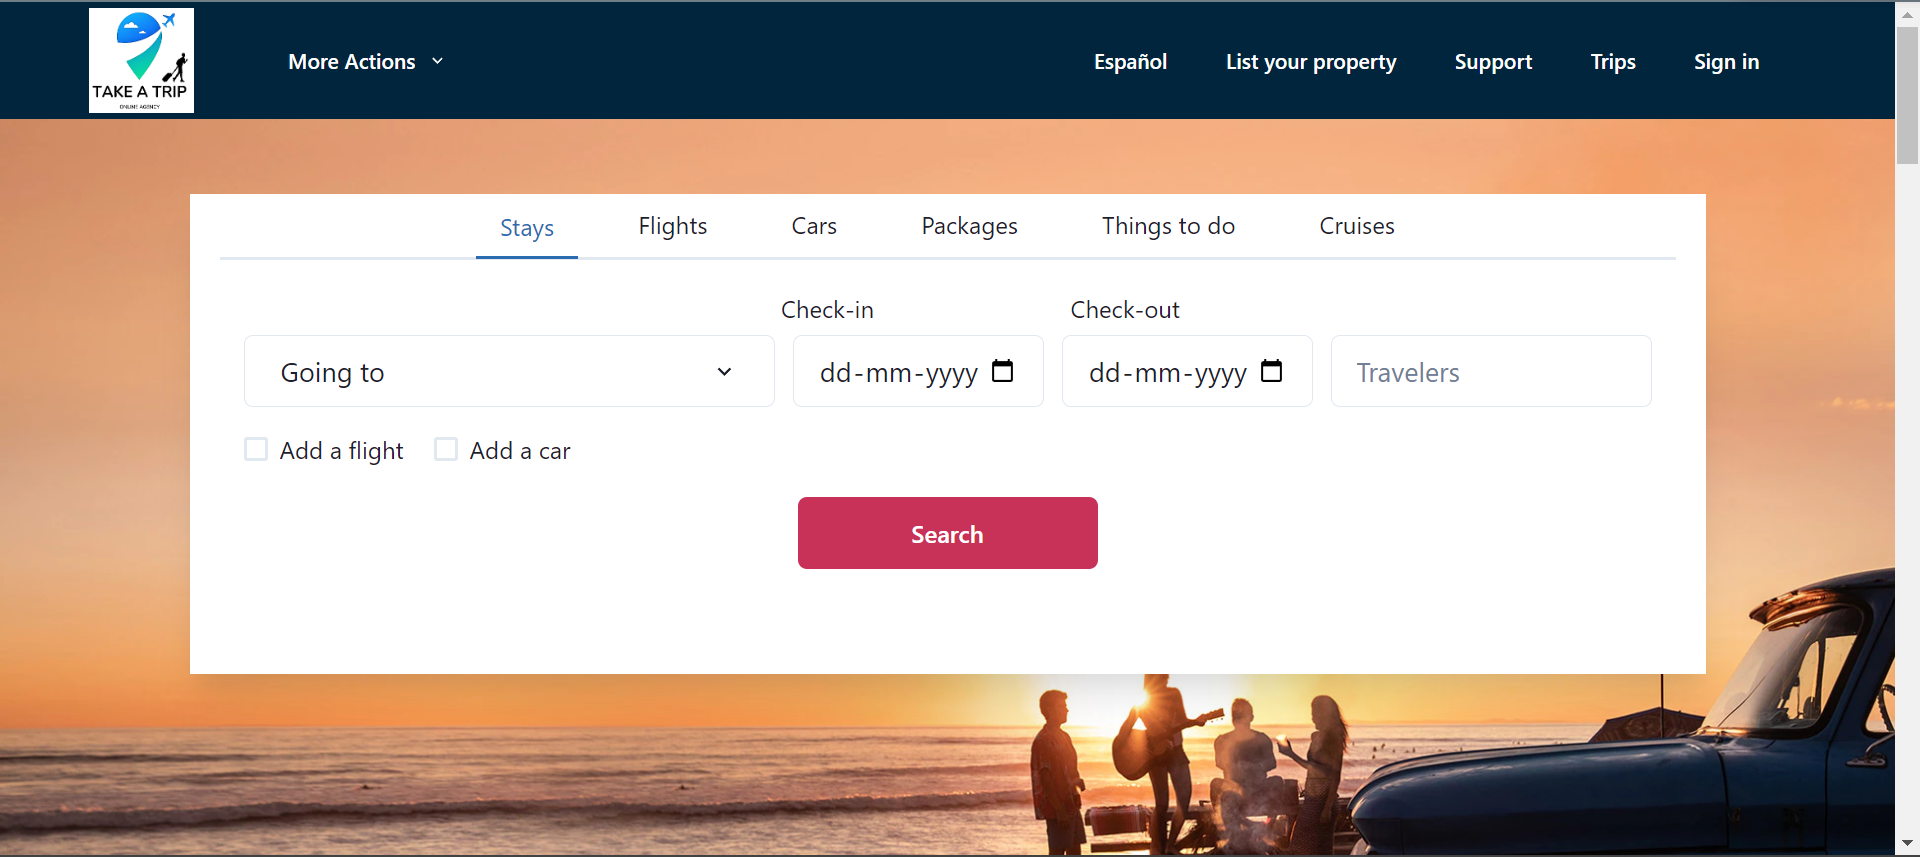 TAKE A TRIP
ONLINE AGENCY
More Actions
Español
List your property
Support
Trips
Sign in
Stays
Flights
Cars
Packages
Things to do
Cruises
Check-in
Check-out
Going to
dd-mm-yyyy
dd-mm-yyyy
Travelers
Add a flight
Add a car
Search